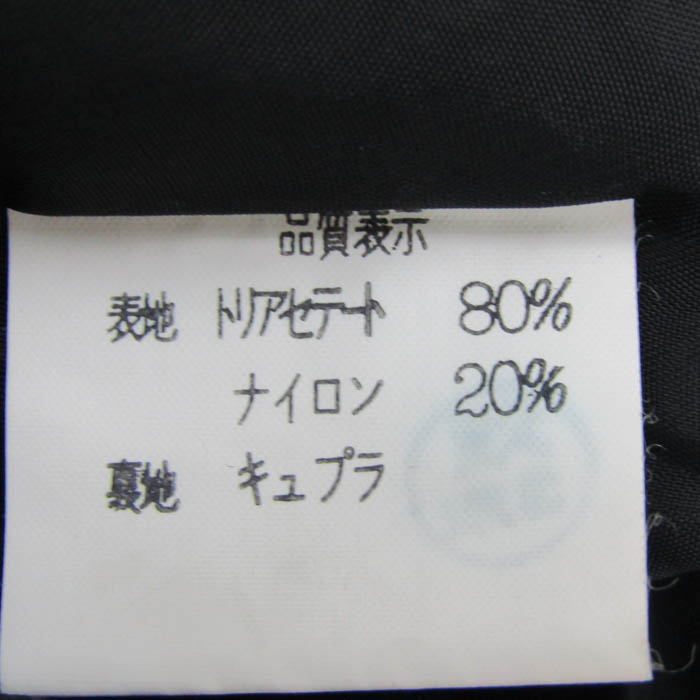 品質表示
表地 トリアセテート 80%
ナイロン 20%
裏地 キュプラ